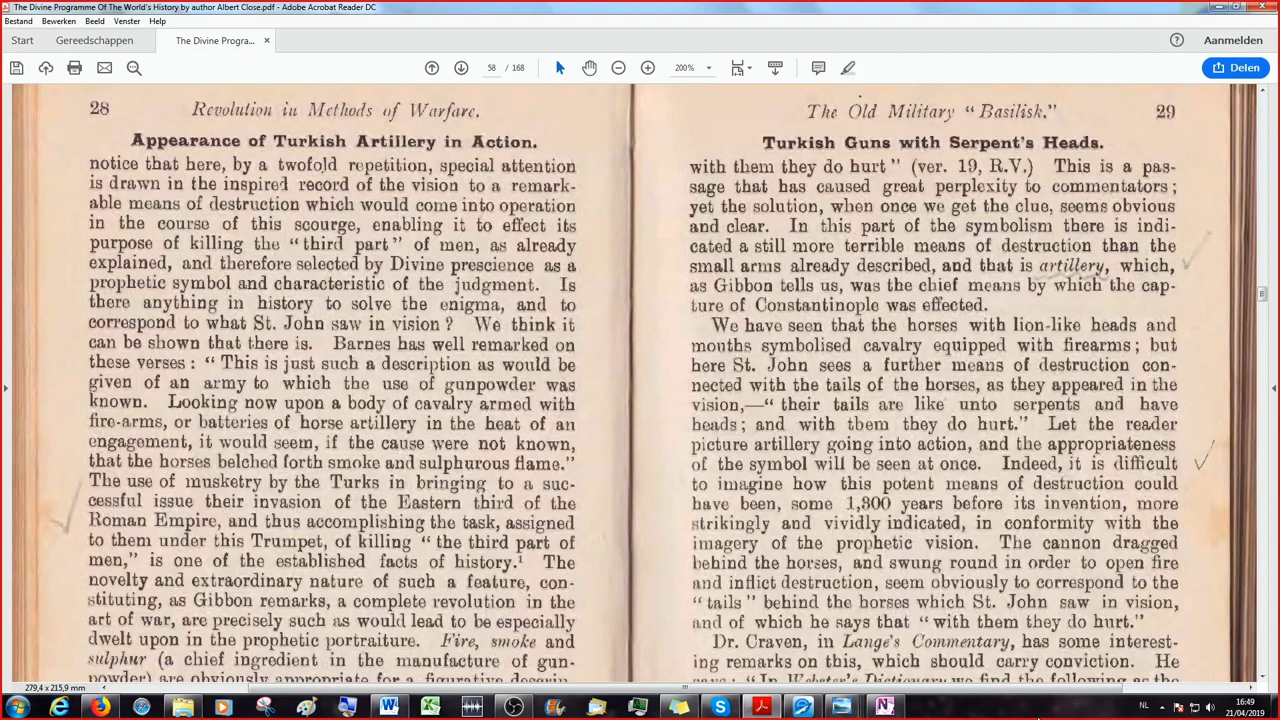 The Divine Programme Of The World's History by author Albert Close.pdf - Adobe Acrobat Reader DC
Bestand Bewerken Beeld Venster Help
Start Gereedschappen The Divine Progra... × Aanmelden
58 / 168 200% Delen
28 Revolution in Methods of Warfare.
Appearance of Turkish Artillery in Action.
notice that here, by a twofold repetition, special attention
is drawn in the inspired record of the vision to a remark-
able means of destruction which would come into operation
in the course of this scourge, enabling it to effect its
purpose of killing the "third part" of men, as already
explained, and therefore selected by Divine prescience as a
prophetic symbol and characteristic of the judgment. Is
there anything in history to solve the enigma, and to
correspond to what St. John saw in vision? We think it
can be shown that there is. Barnes has well remarked on
these verses: "This is just such a description as would be
given of an army to which the use of gunpowder was
known. Looking now upon a body of cavalry armed with
fire-arms, or batteries of horse artillery in the heat of an
engagement, it would seem, if the cause were not known,
that the horses belched forth smoke and sulphurous flame."
The use of musketry by the Turks in bringing to a suc-
cessful issue their invasion of the Eastern third of the
Roman Empire, and thus accomplishing the task, assigned
to them under this Trumpet, of killing "the third part of
men," is one of the established facts of history.¹ The
novelty and extraordinary nature of such a feature, con-
stituting, as Gibbon remarks, a complete revolution in the
art of war, are precisely such as would lead to be especially
dwelt upon in the prophetic portraiture. Fire, smoke and
sulphur (a chief ingredient in the manufacture of gun-
powder) are obviously appropriate for a figurative descrip-
The Old Military "Basilisk." 29
Turkish Guns with Serpent's Heads.
with them they do hurt" (ver. 19, R.V.) This is a pas-
sage that has caused great perplexity to commentators;
yet the solution, when once we get the clue, seems obvious
and clear. In this part of the symbolism there is indi-
cated a still more terrible means of destruction than the
small arms already described, and that is artillery, which,
as Gibbon tells us, was the chief means by which the cap-
ture of Constantinople was effected.
We have seen that the horses with lion-like heads and
mouths symbolised cavalry equipped with firearms; but
here St. John sees a further means of destruction con-
nected with the tails of the horses, as they appeared in the
vision,—"their tails are like unto serpents and have
heads; and with them they do hurt." Let the reader
picture artillery going into action, and the appropriateness
of the symbol will be seen at once. Indeed, it is difficult
to imagine how this potent means of destruction could
have been, some 1,300 years before its invention, more
strikingly and vividly indicated, in conformity with the
imagery of the prophetic vision. The cannon dragged
behind the horses, and swung round in order to open fire
and inflict destruction, seem obviously to correspond to the
"tails" behind the horses which St. John saw in vision,
and of which he says that "with them they do hurt."
Dr. Craven, in Lange's Commentary, has some interest-
ing remarks on this, which should carry conviction. He
says, "In Webster's Dictionary we find the following as the
279,4 x 215,9 mm
NL 16:49
21/04/2019